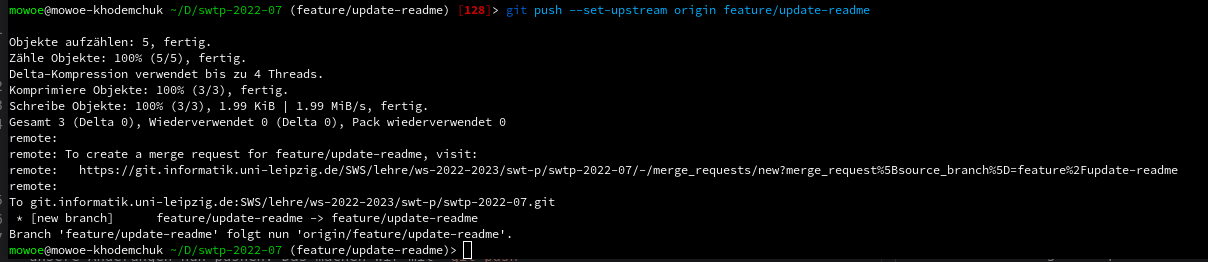 mowoe@mowoe-khodemchuk ~/D/swtp-2022-07 (feature/update-readme) [128]> git push --set-upstream origin feature/update-readme
Objekte aufzählen: 5, fertig.
Zähle Objekte: 100% (5/5), fertig.
Delta-Kompression verwendet bis zu 4 Threads.
Komprimiere Objekte: 100% (3/3), fertig.
Schreibe Objekte: 100% (3/3), 1.99 KiB | 1.99 MiB/s, fertig.
Gesamt 3 (Delta 0), Wiederverwendet 0 (Delta 0), Pack wiederverwendet 0
remote:
remote: To create a merge request for feature/update-readme, visit:
remote:   https://git.informatik.uni-leipzig.de/SWS/lehre/ws-2022-2023/swt-p/swtp-2022-07/-/merge_requests/new?merge_request%5Bsource_branch%5D=feature%2Fupdate-readme
remote:
To git.informatik.uni-leipzig.de:SWS/lehre/ws-2022-2023/swt-p/swtp-2022-07.git
 * [new branch]      feature/update-readme -> feature/update-readme
Branch 'feature/update-readme' folgt nun 'origin/feature/update-readme'.
mowoe@mowoe-khodemchuk ~/D/swtp-2022-07 (feature/update-readme)>